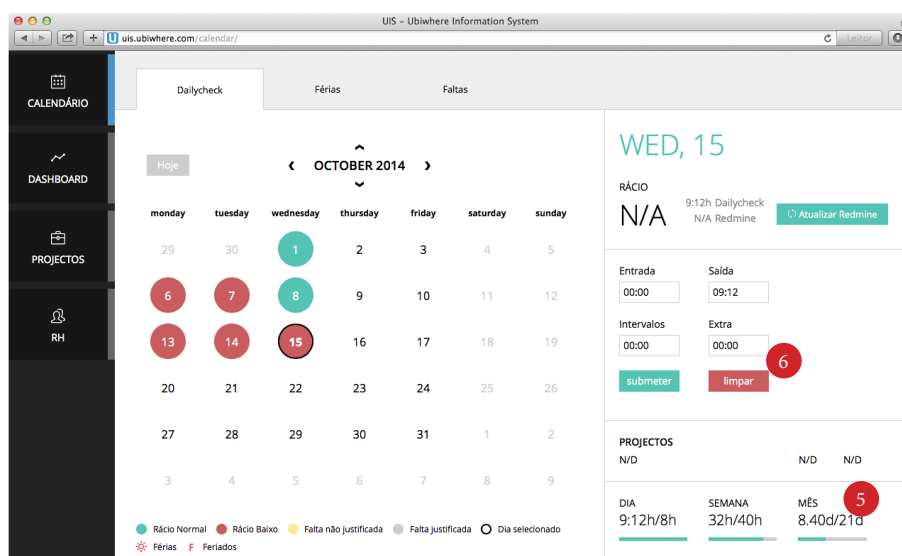 UIS – Ubiwhere Information System
uis.ubiwhere.com/calendar/
Leitor
CALENDÁRIO
DASHBOARD
PROJECTOS
RH
Dailycheck Férias Faltas
Hoje
OCTOBER 2014
monday tuesday wednesday thursday friday saturday sunday
29 30 1 2 3 4 5
6 7 8 9 10 11 12
13 14 15 16 17 18 19
20 21 22 23 24 25 26
27 28 29 30 31 1 2
3 4 5 6 7 8 9
Rácio Normal Rácio Baixo Falta não justificada Falta justificada Dia selecionado
Férias F Feriados
WED, 15
RÁCIO
N/A
9:12h Dailycheck
N/A Redmine
Atualizar Redmine
Entrada Saída
00:00 09:12
Intervalos Extra
00:00 00:00
6
submeter limpar
PROJECTOS
N/D N/D N/D
5
DIA SEMANA MÊS
9:12h/8h 32h/40h 8.40d/21d